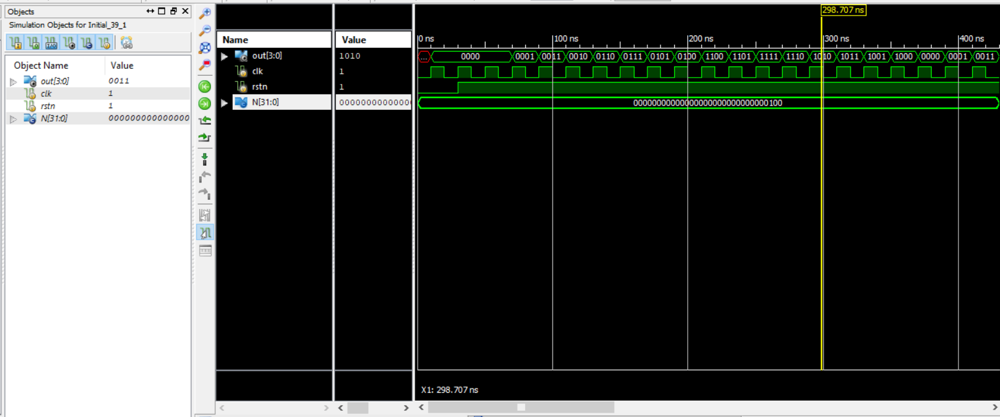 Objects
Simulation Objects for Initial_39_1
Object Name Value
out[3:0] 0011
clk 1
rstn 1
N[31:0] 000000000000000
Name Value
out[3:0] 1010
clk 1
rstn 1
N[31:0] 00000000000000
298.707 ns
0 ns 100 ns 200 ns 300 ns 400 ns
... 0000 0001 0011 0010 0110 0111 0101 0100 1100 1101 1111 1110 1010 1011 1001 1000 0000 0001 0011
00000000000000000000000000000100
X1: 298.707 ns